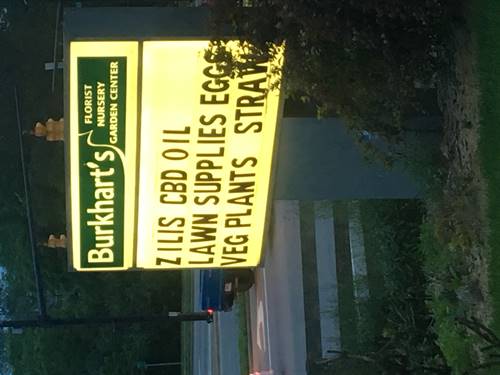 Burkhart's
FLORIST
NURSERY
GARDEN CENTER
ZILIS CBD OIL
LAWN SUPPLIES EGGS
VEG PLANTS STRAW